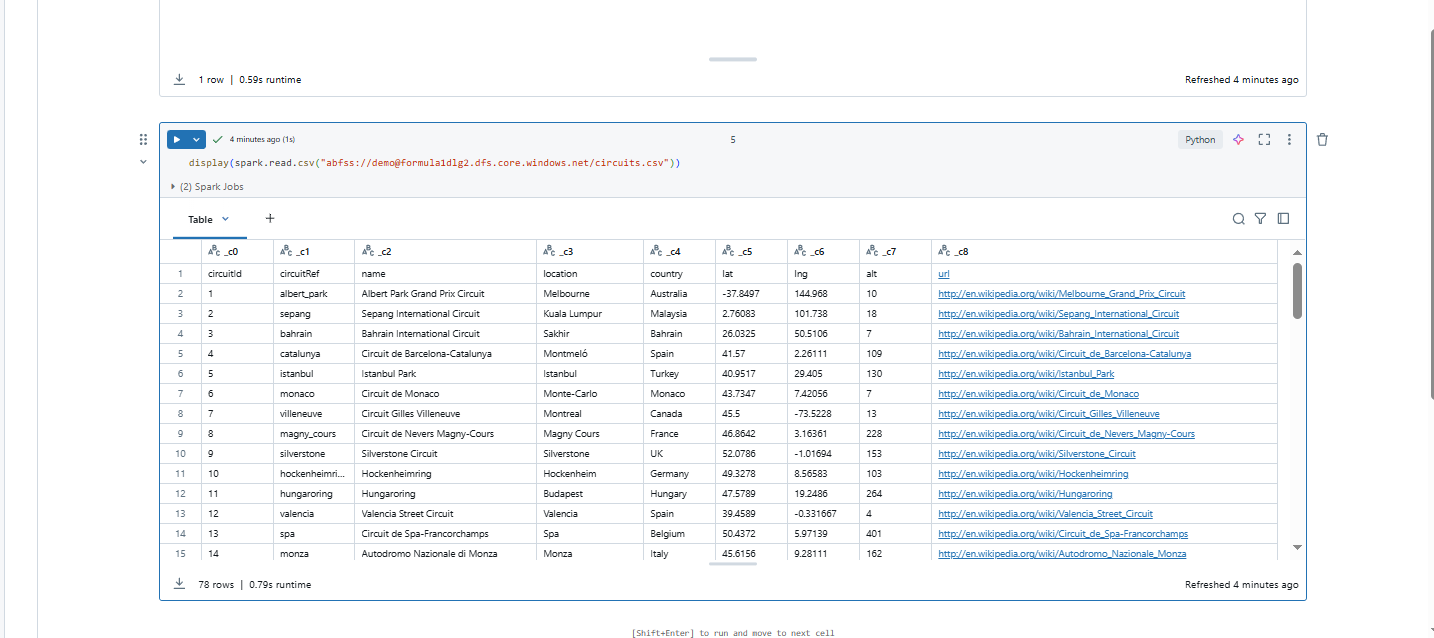 1 row | 0.59s runtime Refreshed 4 minutes ago
4 minutes ago (1s) 5 Python
display(spark.read.csv("abfss://demo@formula1dlg2.dfs.core.windows.net/circuits.csv"))
(2) Spark Jobs
Table +
_c0 _c1 _c2 _c3 _c4 _c5 _c6 _c7 _c8
1 circuitId circuitRef name location country lat lng alt url
2 1 albert_park Albert Park Grand Prix Circuit Melbourne Australia -37.8497 144.968 10 http://en.wikipedia.org/wiki/Melbourne_Grand_Prix_Circuit
3 2 sepang Sepang International Circuit Kuala Lumpur Malaysia 2.76083 101.738 18 http://en.wikipedia.org/wiki/Sepang_International_Circuit
4 3 bahrain Bahrain International Circuit Sakhir Bahrain 26.0325 50.5106 7 http://en.wikipedia.org/wiki/Bahrain_International_Circuit
5 4 catalunya Circuit de Barcelona-Catalunya Montmeló Spain 41.57 2.26111 109 http://en.wikipedia.org/wiki/Circuit_de_Barcelona-Catalunya
6 5 istanbul Istanbul Park Istanbul Turkey 40.9517 29.405 130 http://en.wikipedia.org/wiki/Istanbul_Park
7 6 monaco Circuit de Monaco Monte-Carlo Monaco 43.7347 7.42056 7 http://en.wikipedia.org/wiki/Circuit_de_Monaco
8 7 villeneuve Circuit Gilles Villeneuve Montreal Canada 45.5 -73.5228 13 http://en.wikipedia.org/wiki/Circuit_Gilles_Villeneuve
9 8 magny_cours Circuit de Nevers Magny-Cours Magny Cours France 46.8642 3.16361 228 http://en.wikipedia.org/wiki/Circuit_de_Nevers_Magny-Cours
10 9 silverstone Silverstone Circuit Silverstone UK 52.0786 -1.01694 153 http://en.wikipedia.org/wiki/Silverstone_Circuit
11 10 hockenheimri... Hockenheimring Hockenheim Germany 49.3278 8.56583 103 http://en.wikipedia.org/wiki/Hockenheimring
12 11 hungaroring Hungaroring Budapest Hungary 47.5789 19.2486 264 http://en.wikipedia.org/wiki/Hungaroring
13 12 valencia Valencia Street Circuit Valencia Spain 39.4589 -0.331667 4 http://en.wikipedia.org/wiki/Valencia_Street_Circuit
14 13 spa Circuit de Spa-Francorchamps Spa Belgium 50.4372 5.97139 401 http://en.wikipedia.org/wiki/Circuit_de_Spa-Francorchamps
15 14 monza Autodromo Nazionale di Monza Monza Italy 45.6156 9.28111 162 http://en.wikipedia.org/wiki/Autodromo_Nazionale_Monza
78 rows | 0.79s runtime Refreshed 4 minutes ago
[Shift+Enter] to run and move to next cell